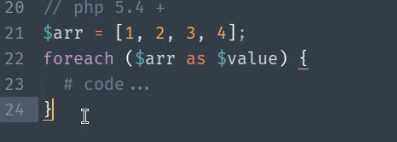 20 // php 5.4 +
21 $arr = [1, 2, 3, 4];
22 foreach ($arr as $value) {
23 # code...
24 }